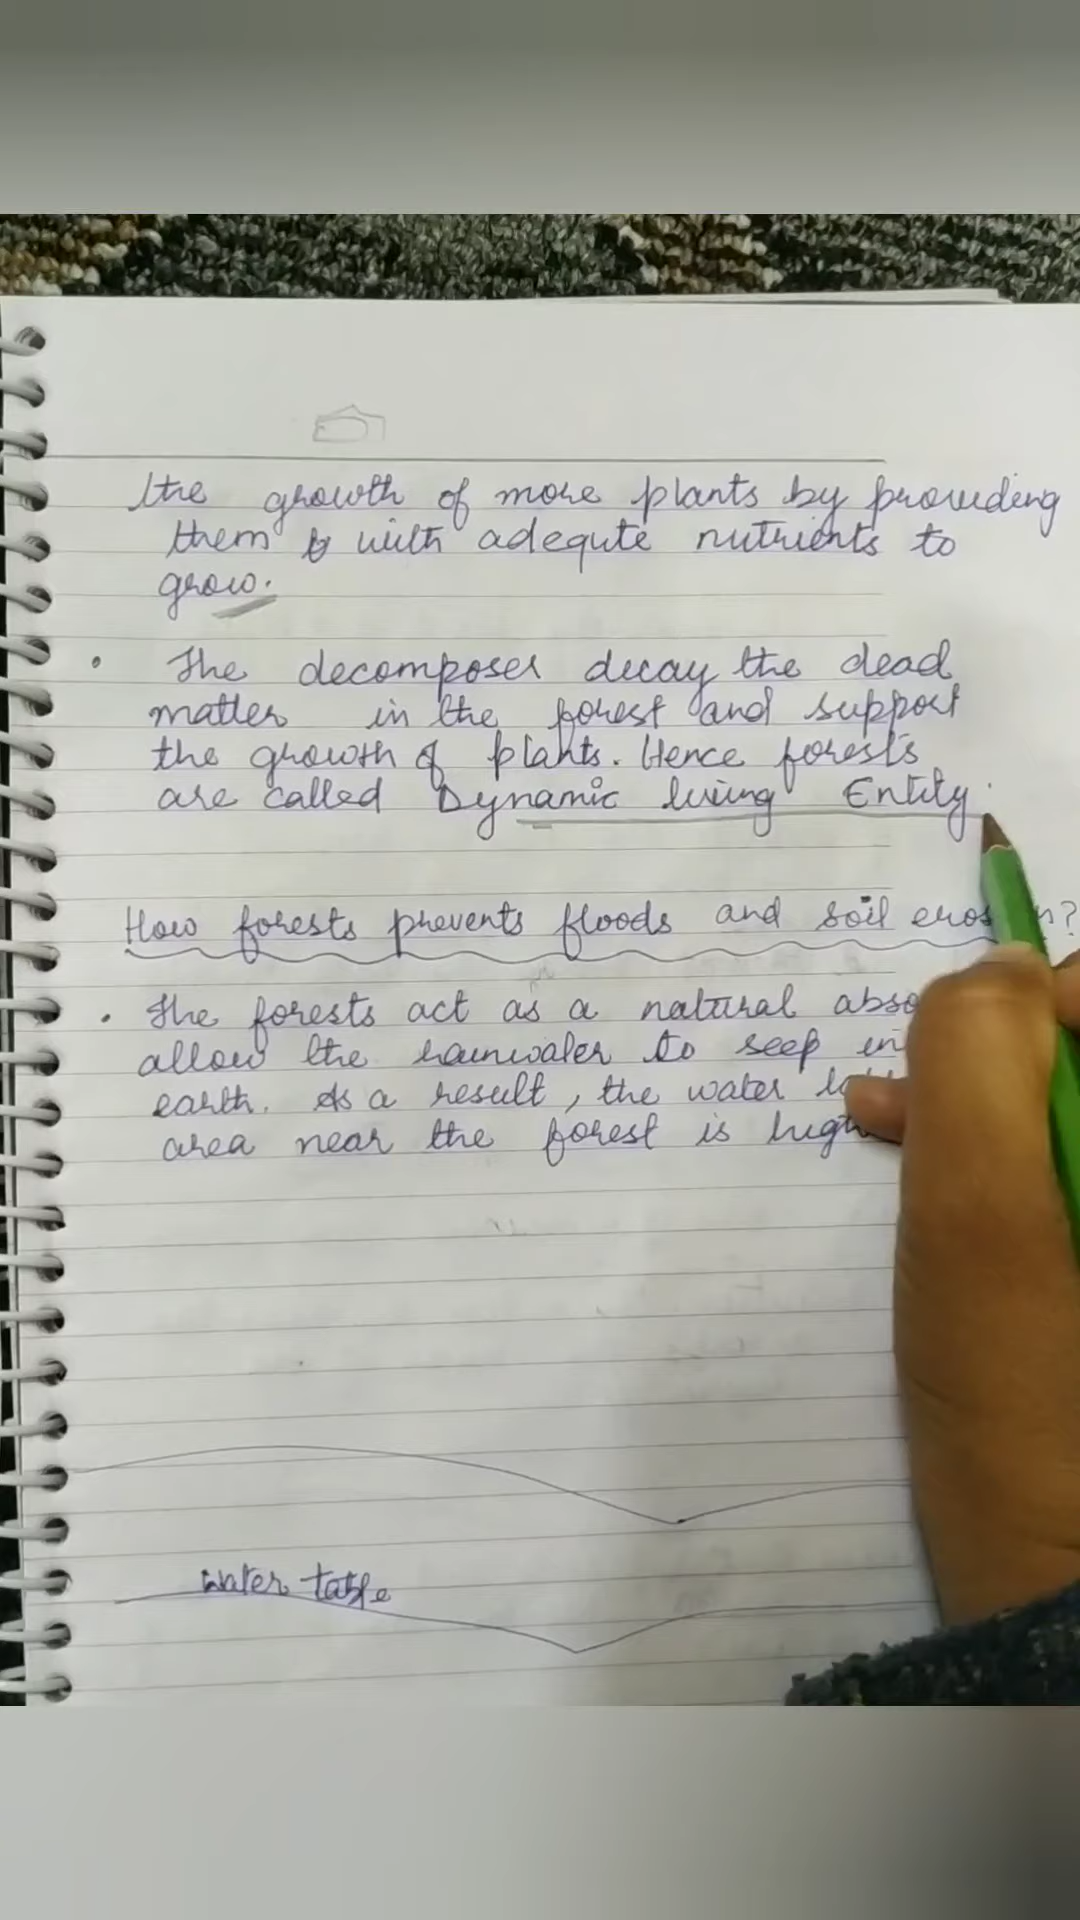 the growth of more plants by providing
them with adequte nutrients to
grow.
• The decomposer decay the dead
matter in the forest and support
the growth of plants. Hence forests
are called Dynamic living Entity.
How forests prevents floods and soil
• The forests act as a natural
allow the rainwater to seep
earth. As a result, the water
area near the forest is
water table